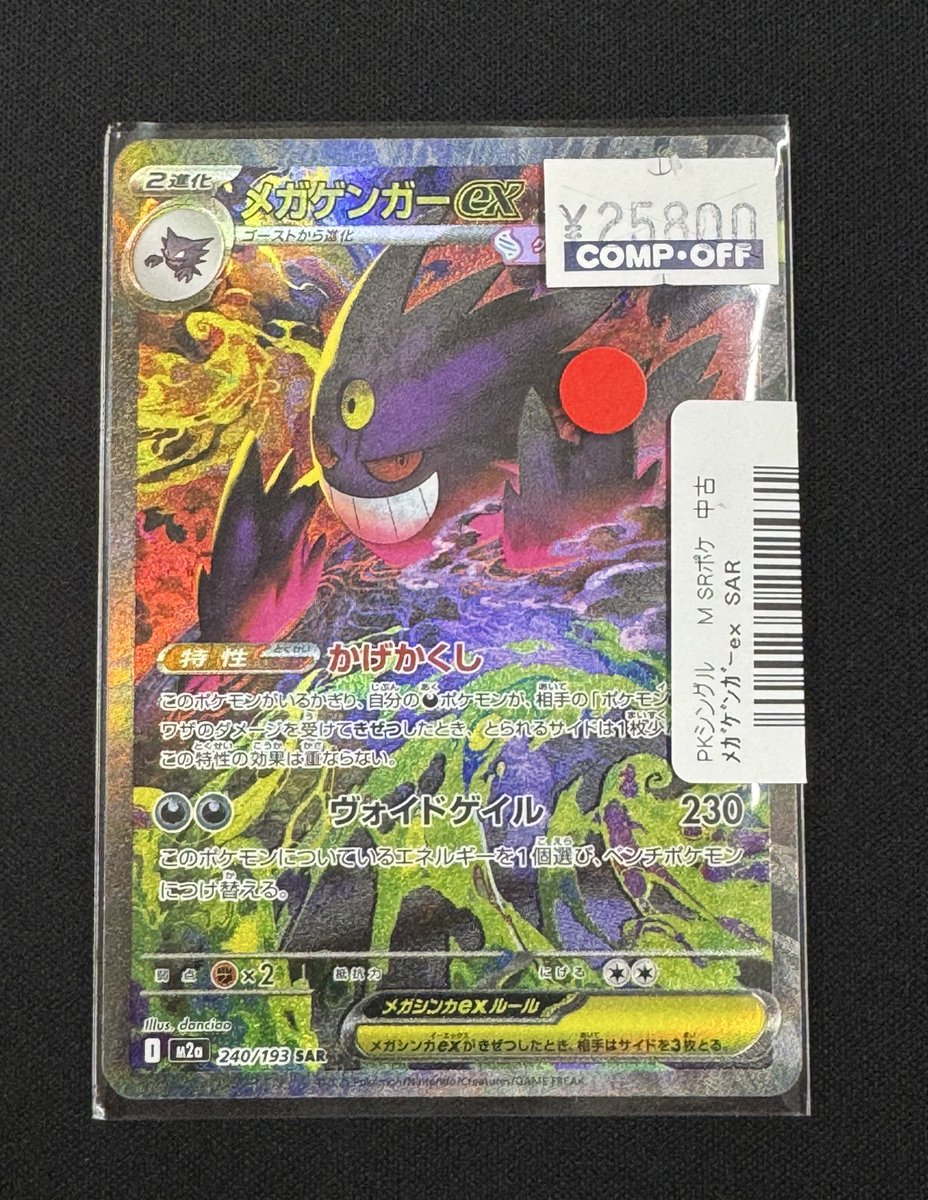 2進化
メガゲンガーex
ゴーストから進化
¥25800
COMP・OFF
PKシングル M SRポケ 中古
ﾒｶﾞｹﾞﾝｶﾞｰex SAR
特性 とくせい
かげかくし
このポケモンがいるかぎり、自分の悪ポケモンが、相手の「ポケモン
ワザのダメージを受けてきぜつしたとき、とられるサイドは1枚少
この特性の効果は重ならない。
ヴォイドゲイル 230
このポケモンについているエネルギーを1個選び、ベンチポケモン
につけ替える。
弱点 ×2 抵抗力 にげる
メガシンカexルール
メガシンカexがきぜつしたとき、相手はサイドを3枚とる。
Illus. danciao
I M2a 240/193 SAR
©2025 Pokémon/Nintendo/Creatures/GAME FREAK